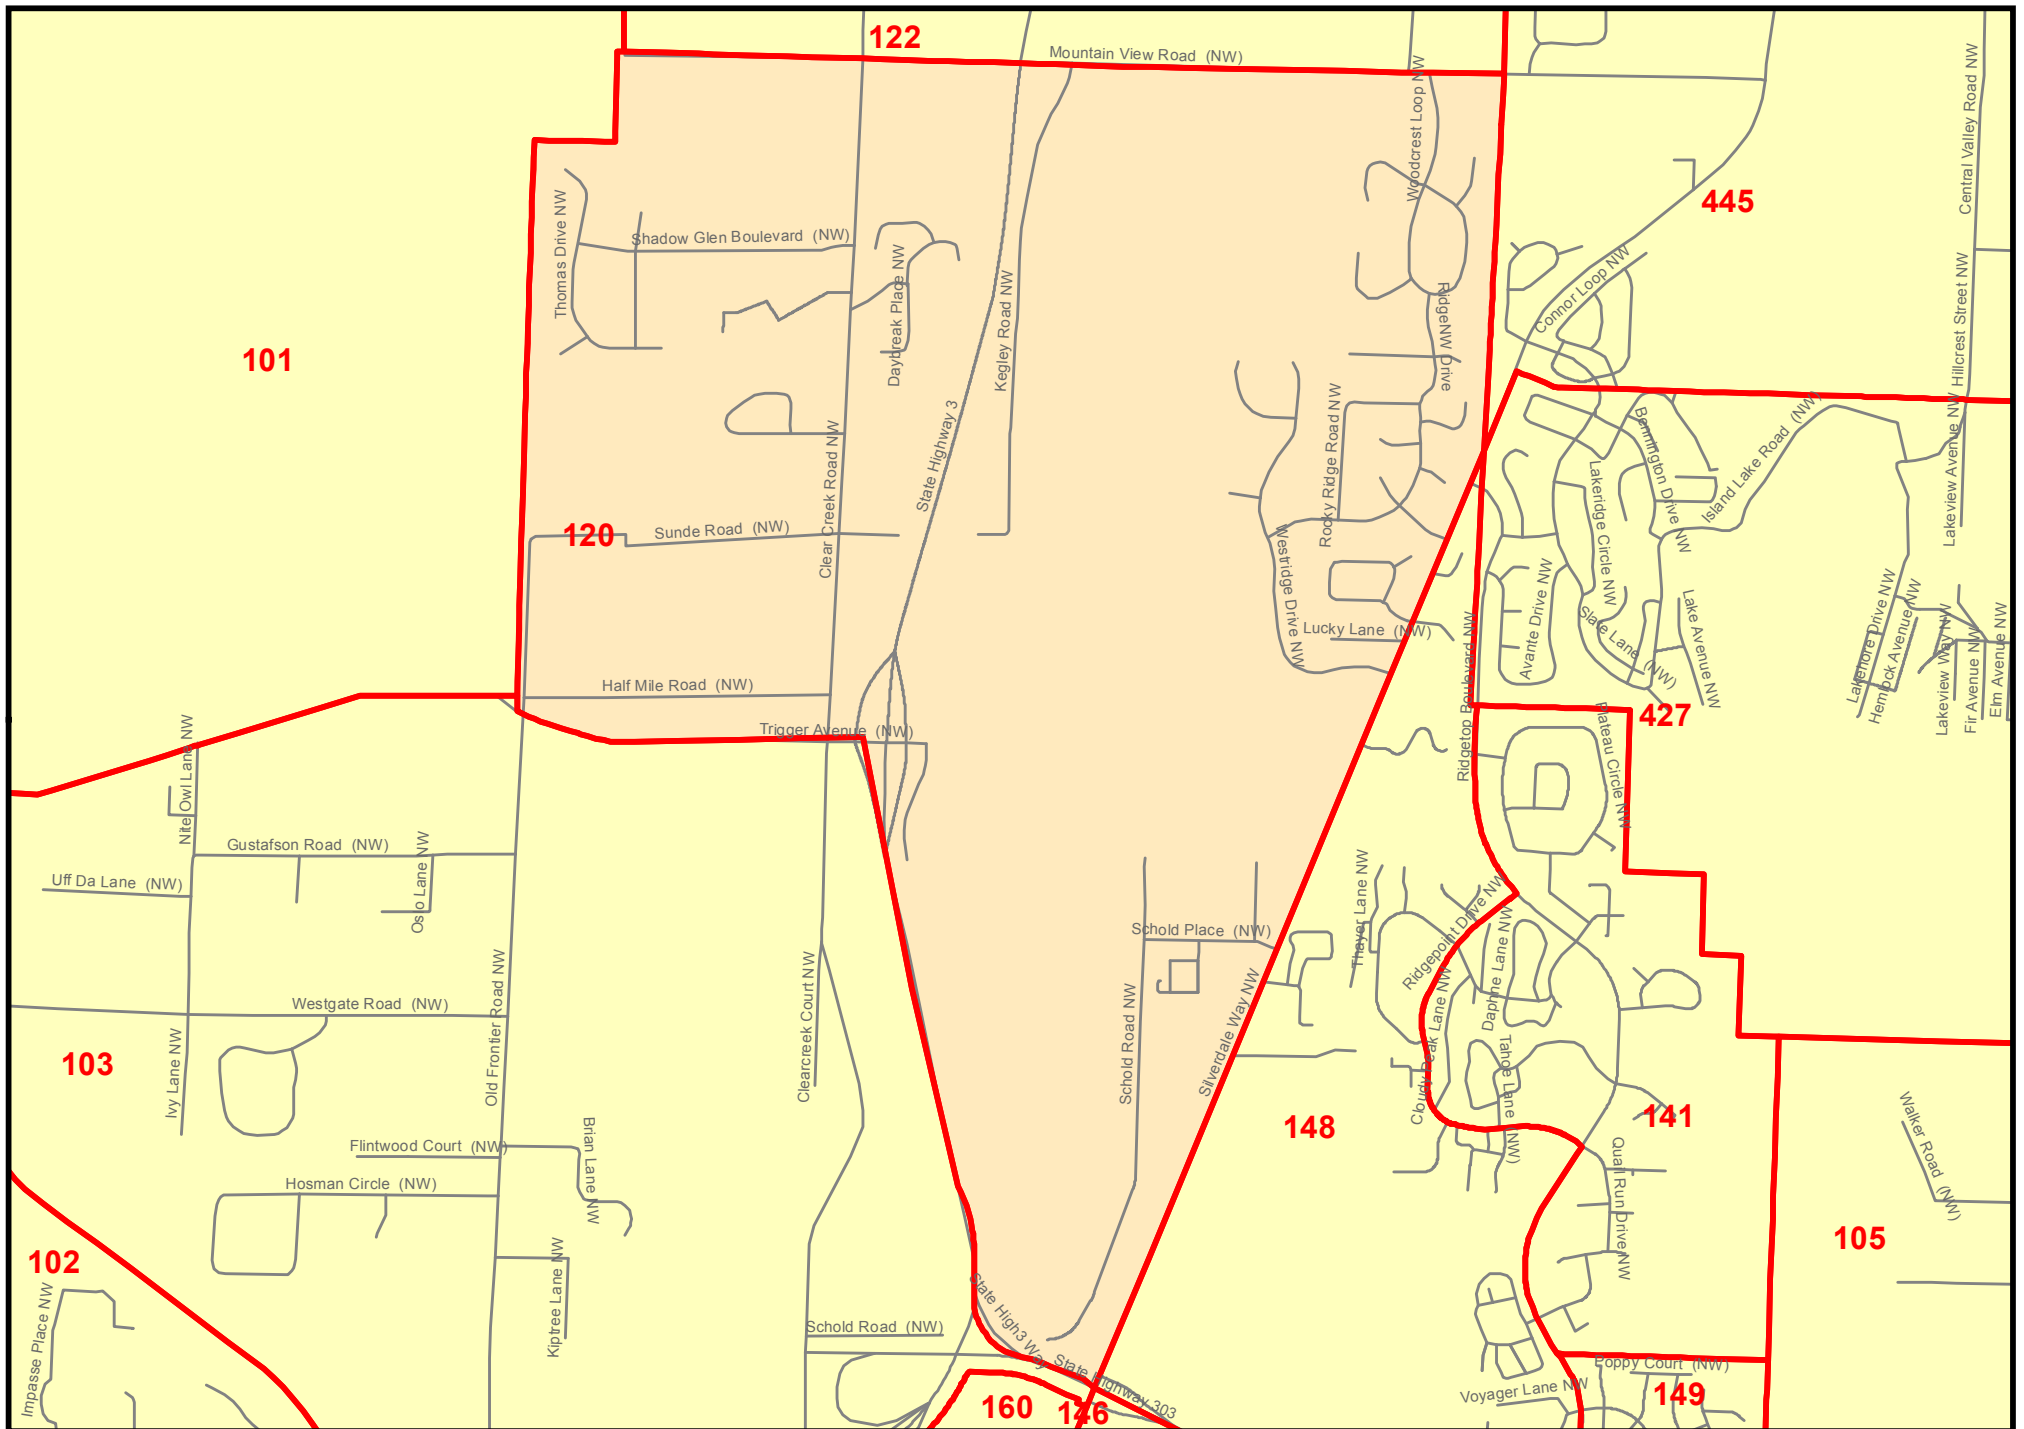 122
Mountain View Road (NW)
Woodcrest Loop NW
Central Valley Road NW
445
Thomas Drive NW
Shadow Glen Boulevard (NW)
Daybreak Place NW
Kegley Road NW
Connor Loop NW
Hillcrest Street NW
101
RidgeNW Drive
Rocky Ridge Road NW
State Highway 3
Clear Creek Road NW
Bennington Drive NW
Island Lake Road (NW)
Lakeview Avenue NW
Lakeridge Circle NW
120
Sunde Road (NW)
Westridge Drive NW
Avante Drive NW
Slate Lane (NW)
Lake Avenue NW
Lakehore Drive NW
Hemlock Avenue NW
Lakeview Way NW
Fir Avenue NW
Elm Avenue NW
Lucky Lane (NW)
Half Mile Road (NW)
Ridgetop Boulevard NW
427
Trigger Avenue (NW)
Plateau Circle NW
Nite Owl Lane NW
Gustafson Road (NW)
Oslo Lane NW
Uff Da Lane (NW)
Thayer Lane NW
Ridgepoint Drive NW
Schold Place (NW)
Daphne Lane NW
Old Frontier Road NW
Clearcreek Court NW
Westgate Road (NW)
Schold Road NW
Silverdale Way NW
Cloudy Peak Lane NW
Tahoe Lane (NW)
103
Ivy Lane NW
148
141
Walker Road (NW)
Flintwood Court (NW)
Brian Lane NW
Quail Run Drive NW
Hosman Circle (NW)
105
102
Impasse Place NW
Kiptree Lane NW
State High3 Way
Schold Road (NW)
State Highway 303
Poppy Court (NW)
Voyager Lane NW
149
160
146